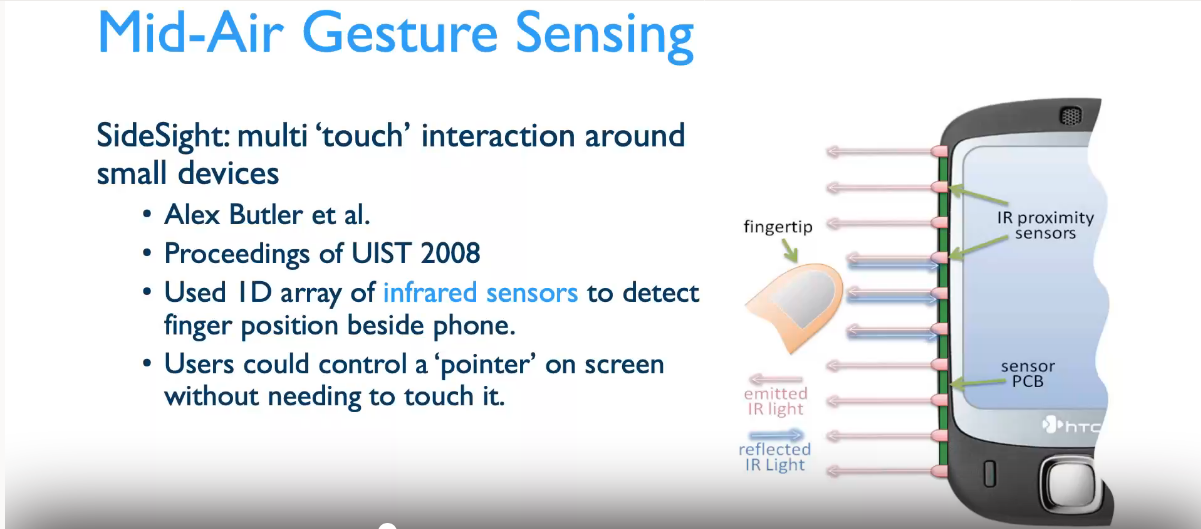 Mid-Air Gesture Sensing
SideSight: multi ‘touch’ interaction around
small devices
• Alex Butler et al.
• Proceedings of UIST 2008
• Used 1D array of infrared sensors to detect
finger position beside phone.
• Users could control a ‘pointer’ on screen
without needing to touch it.
fingertip
IR proximity
sensors
sensor
PCB
emitted
IR light
reflected
IR Light
hTC